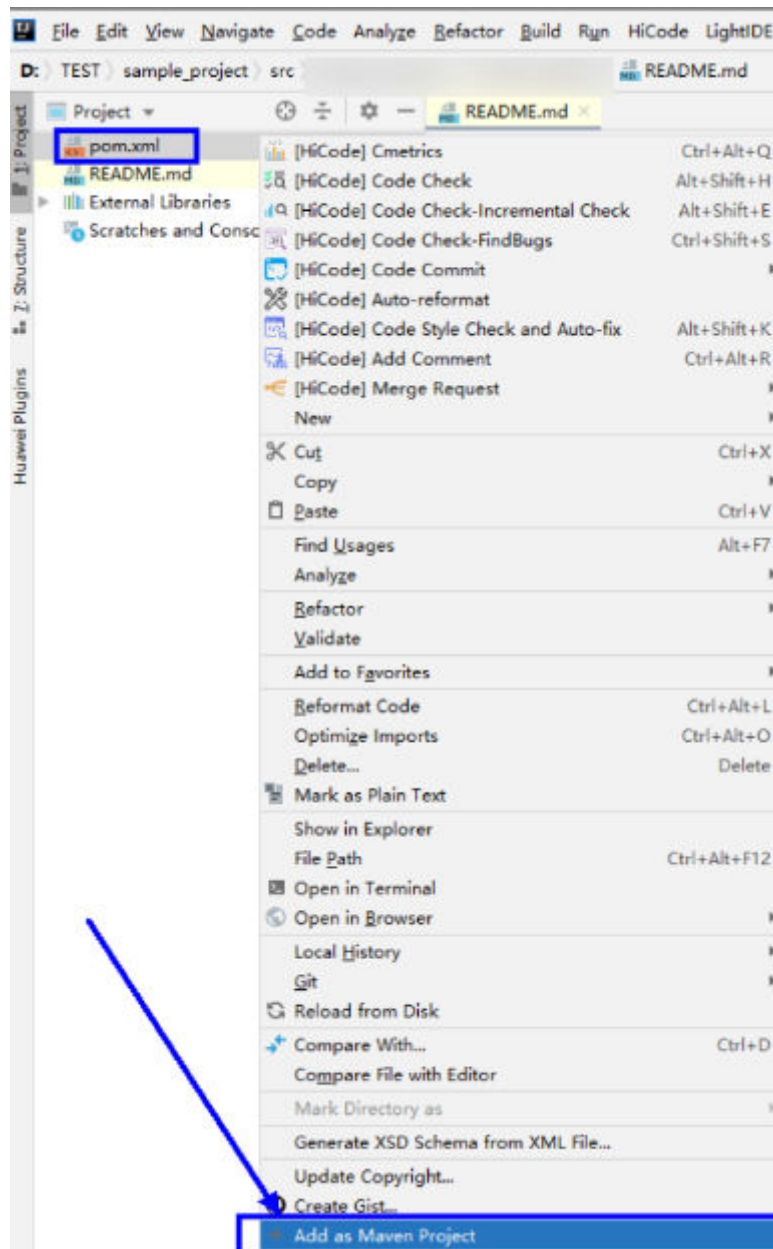 File Edit View Navigate Code Analyze Refactor Build Run HiCode LightIDE
D: TEST sample_project src README.md
Project README.md
1: Project
pom.xml
README.md
External Libraries
Scratches and Consc
Z: Structure
Huawei Plugins
[HiCode] Cmetrics Ctrl+Alt+Q
[HiCode] Code Check Alt+Shift+H
[HiCode] Code Check-Incremental Check Alt+Shift+E
[HiCode] Code Check-FindBugs Ctrl+Shift+S
[HiCode] Code Commit
[HiCode] Auto-reformat
[HiCode] Code Style Check and Auto-fix Alt+Shift+K
[HiCode] Add Comment Ctrl+Alt+R
[HiCode] Merge Request
New
Cut Ctrl+X
Copy
Paste Ctrl+V
Find Usages Alt+F7
Analyze
Refactor
Validate
Add to Favorites
Reformat Code Ctrl+Alt+L
Optimize Imports Ctrl+Alt+O
Delete... Delete
Mark as Plain Text
Show in Explorer
File Path Ctrl+Alt+F12
Open in Terminal
Open in Browser
Local History
Git
Reload from Disk
Compare With... Ctrl+D
Compare File with Editor
Mark Directory as
Generate XSD Schema from XML File...
Update Copyright...
Create Gist...
Add as Maven Project